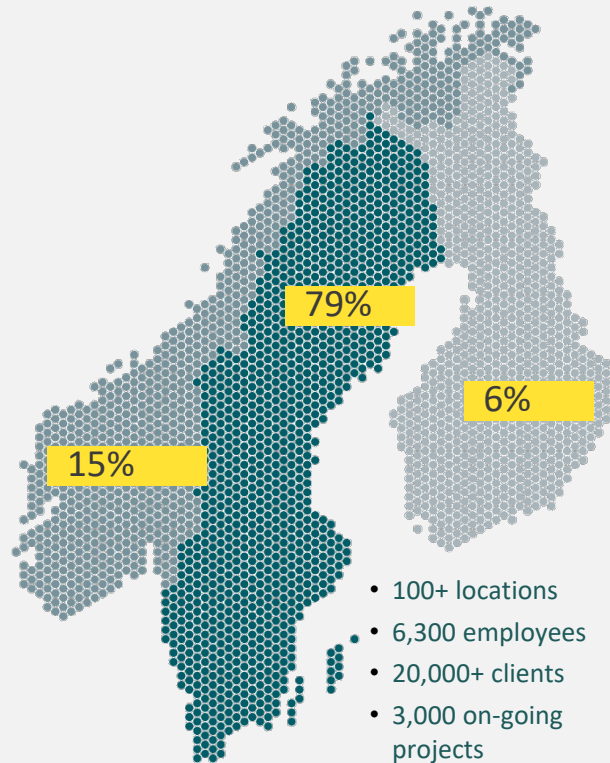 79%
6%
15%
• 100+ locations
• 6,300 employees
• 20,000+ clients
• 3,000 on-going
projects